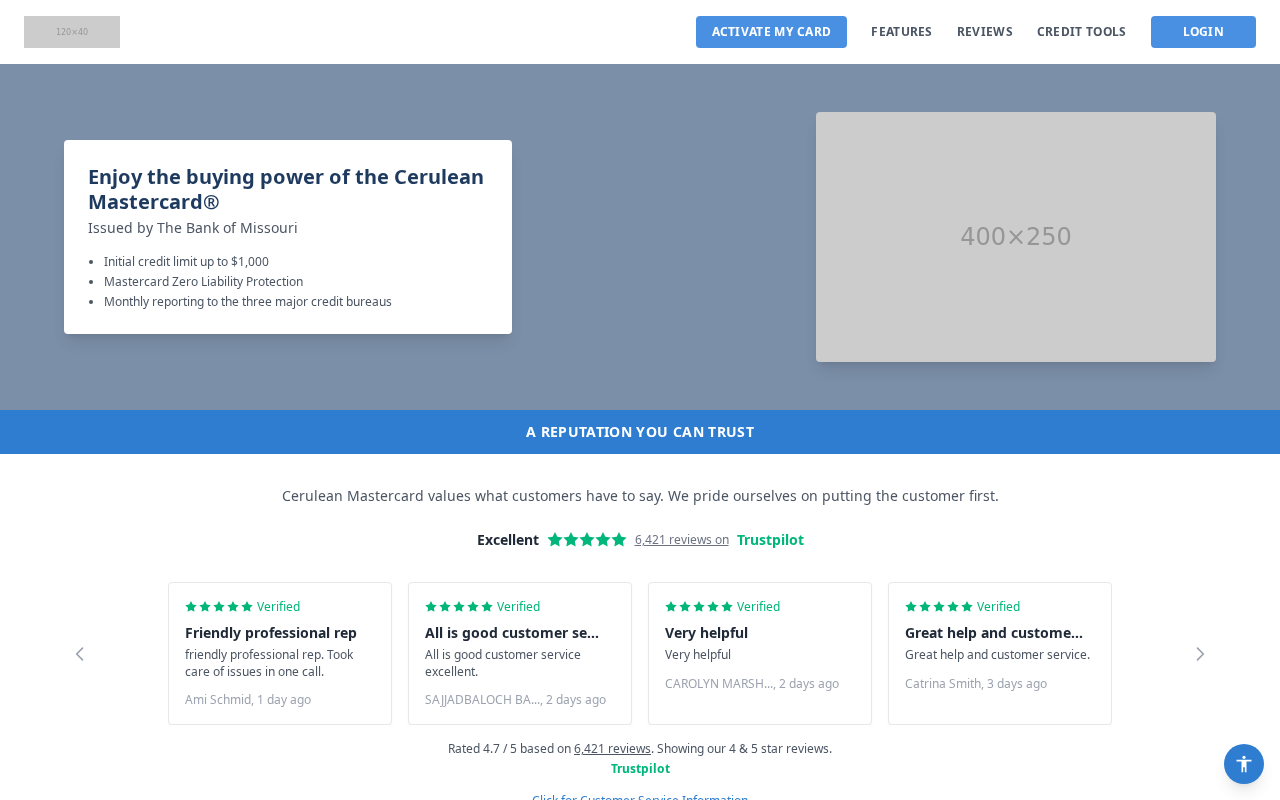 120×40
ACTIVATE MY CARD
FEATURES
REVIEWS
CREDIT TOOLS
LOGIN
Enjoy the buying power of the Cerulean
Mastercard®
Issued by The Bank of Missouri
• Initial credit limit up to $1,000
• Mastercard Zero Liability Protection
• Monthly reporting to the three major credit bureaus
400×250
A REPUTATION YOU CAN TRUST
Cerulean Mastercard values what customers have to say. We pride ourselves on putting the customer first.
Excellent 6,421 reviews on Trustpilot
Verified
Friendly professional rep
friendly professional rep. Took
care of issues in one call.
Ami Schmid, 1 day ago
Verified
All is good customer se...
All is good customer service
excellent.
SAJJADBALOCH BA..., 2 days ago
Verified
Very helpful
Very helpful
CAROLYN MARSH..., 2 days ago
Verified
Great help and custome...
Great help and customer service.
Catrina Smith, 3 days ago
Rated 4.7 / 5 based on 6,421 reviews. Showing our 4 & 5 star reviews.
Trustpilot
Click for Customer Service Information